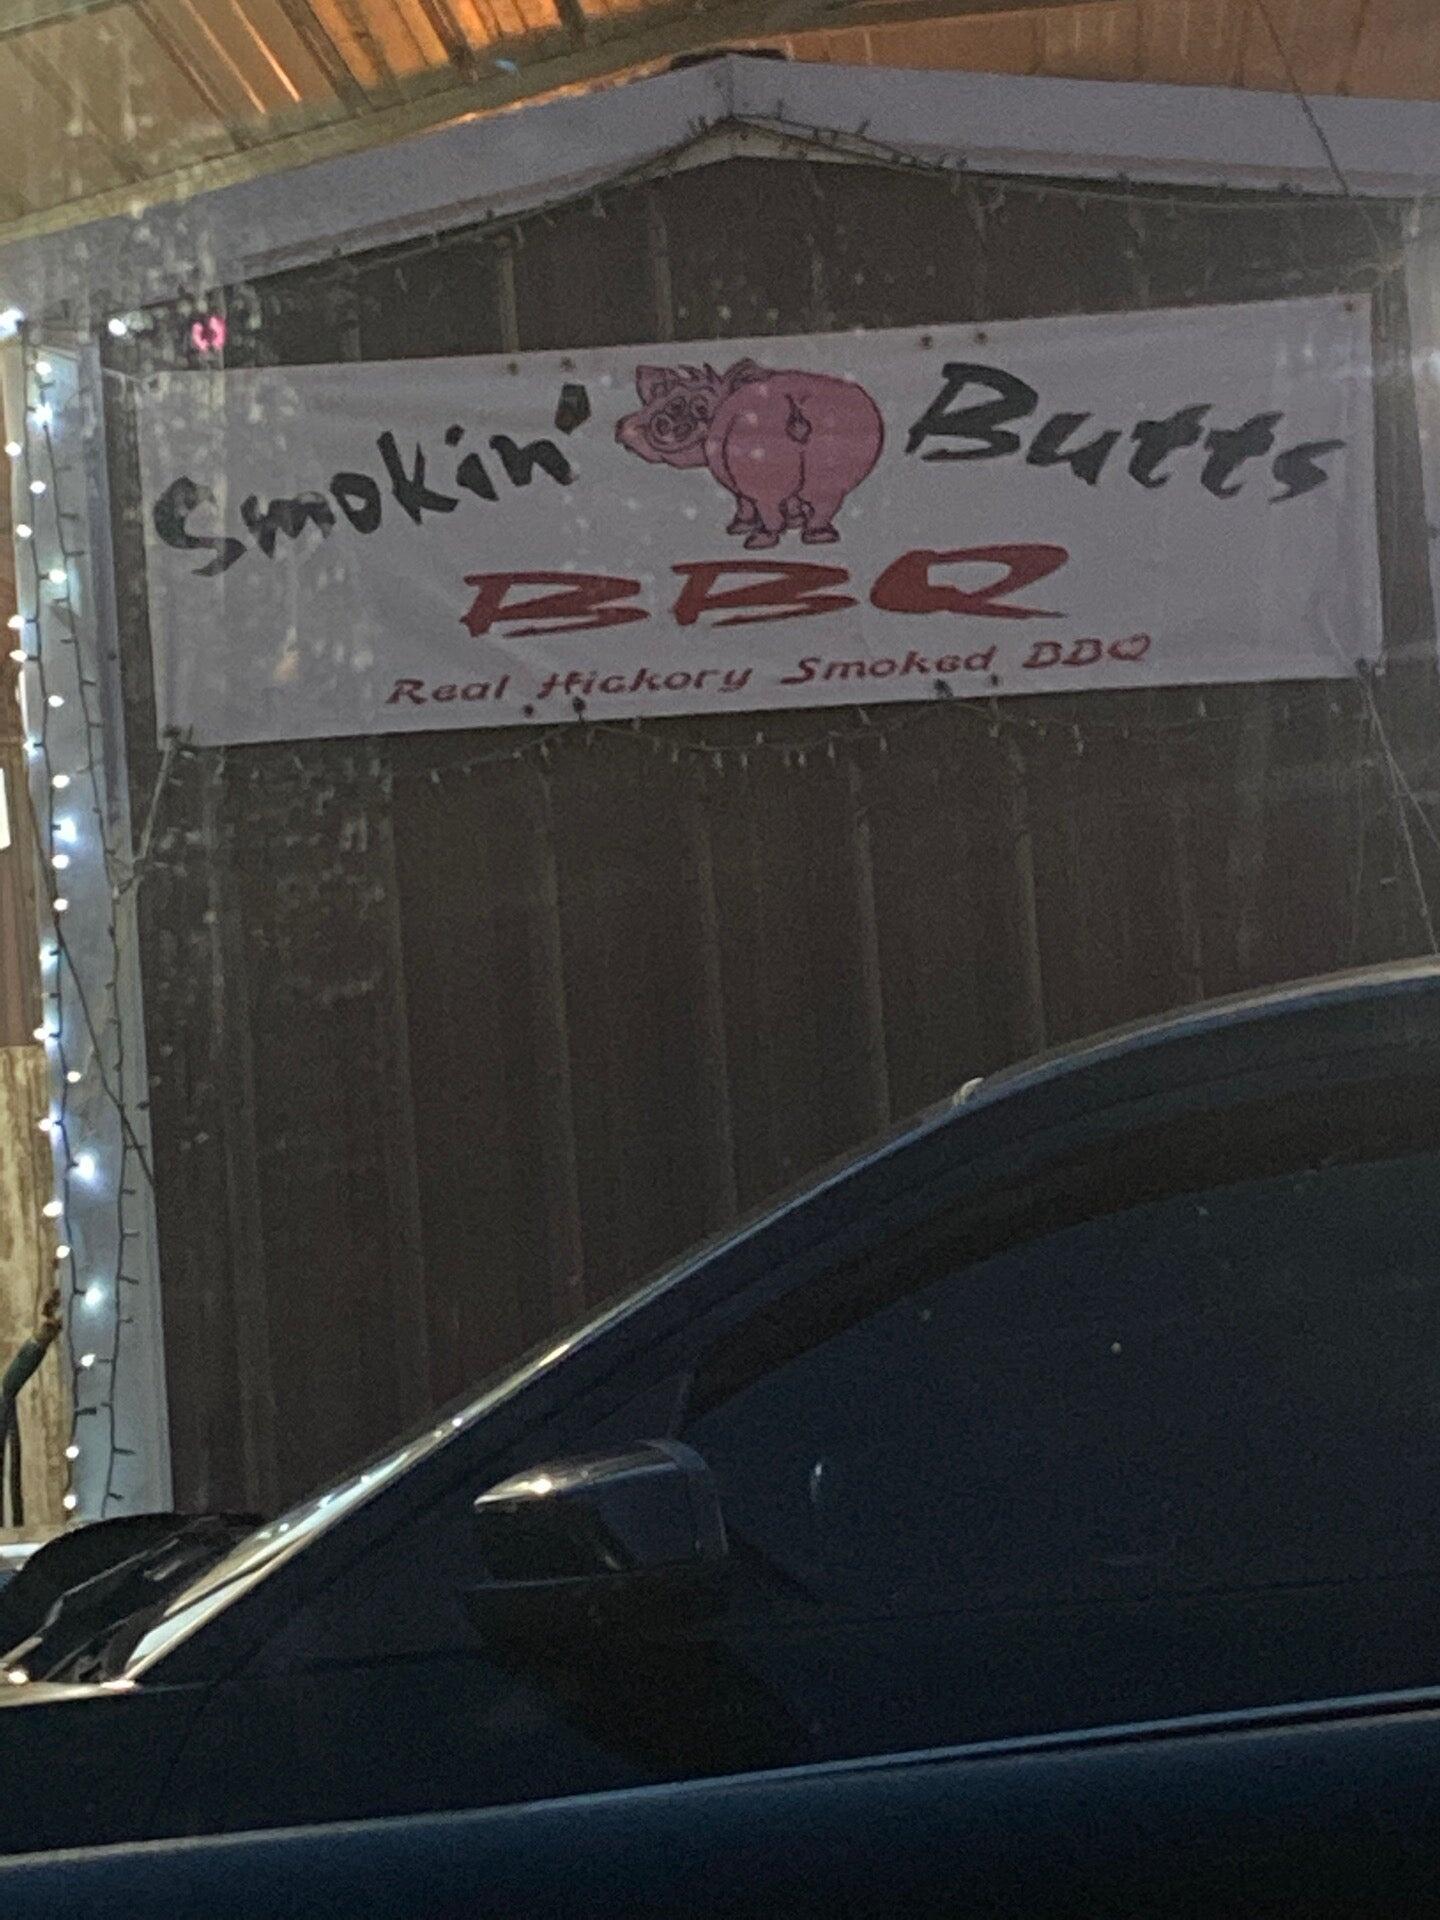 Smokin' Butts
BBQ
Real Hickory Smoked BBQ